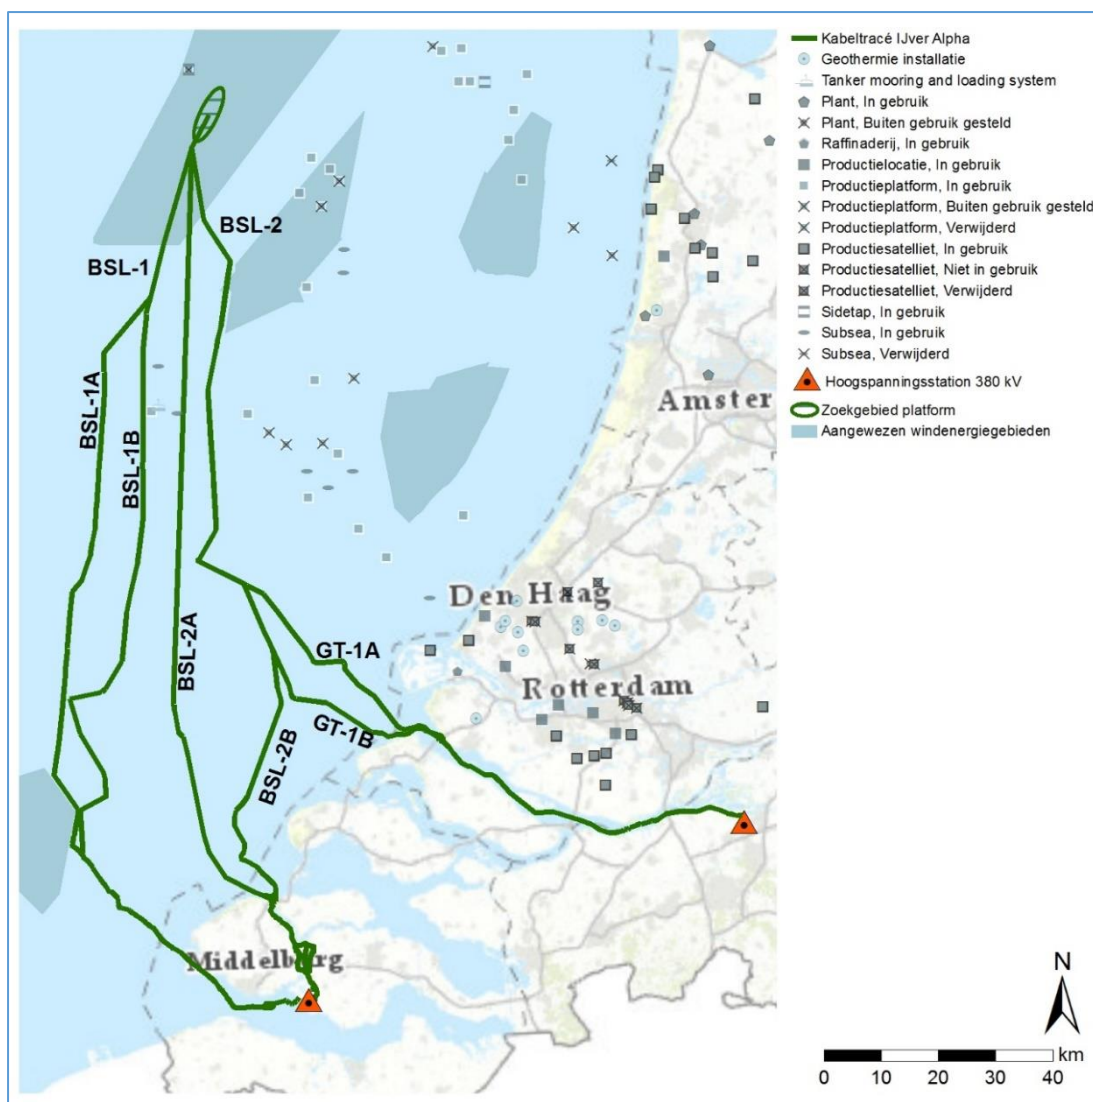 Kabeltracé IJver Alpha
Geothermie installatie
Tanker mooring and loading system
Plant, In gebruik
Plant, Buiten gebruik gesteld
Raffinaderij, In gebruik
Productielocatie, In gebruik
Productieplatform, In gebruik
Productieplatform, Buiten gebruik gesteld
Productieplatform, Verwijderd
Productiesatelliet, In gebruik
Productiesatelliet, Niet in gebruik
Productiesatelliet, Verwijderd
Sidetap, In gebruik
Subsea, In gebruik
Subsea, Verwijderd
Hoogspanningsstation 380 kV
Zoekgebied platform
Aangewezen windenergiegebieden
BSL-2
BSL-1
BSL-1A
BSL-1B
BSL-2A
Amster
Den Haag
GT-1A
Rotterdam
GT-1B
BSL-2B
Middelburg
N
km
0 10 20 30 40